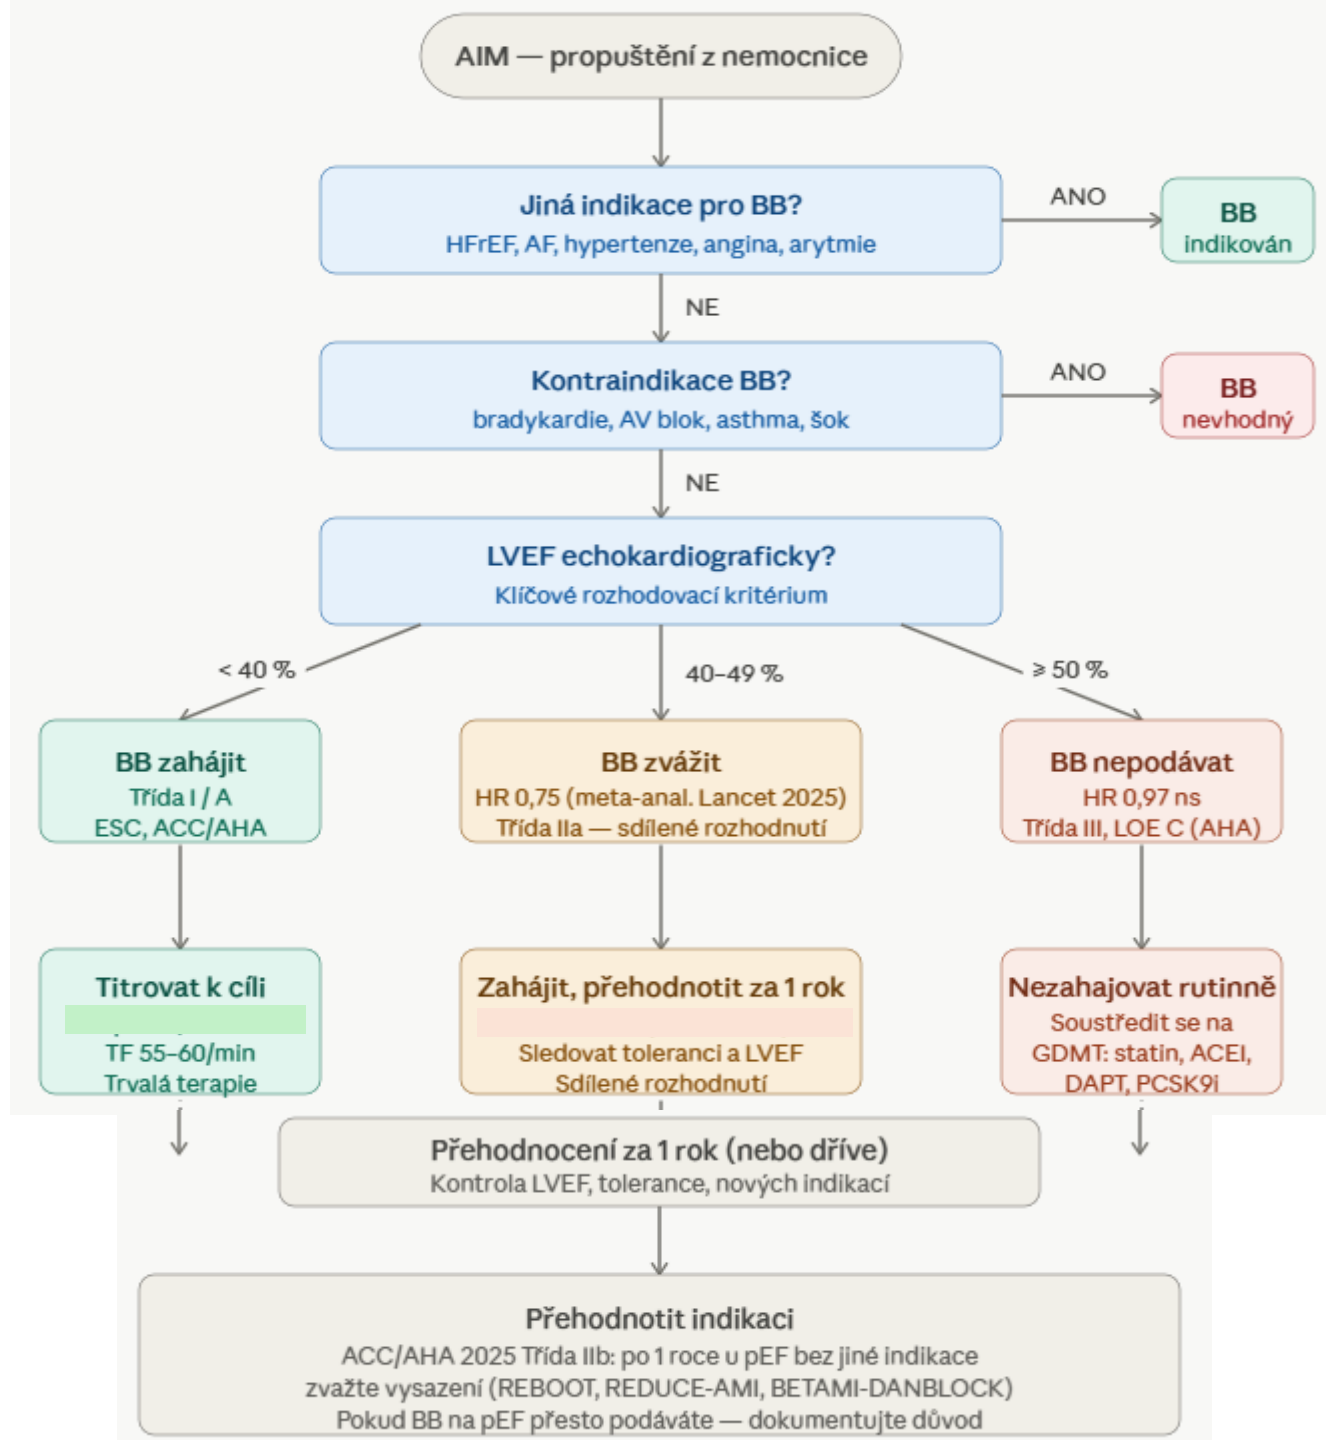 AIM — propuštění z nemocnice
Jiná indikace pro BB?
HFrEF, AF, hypertenze, angina, arytmie
ANO
BB
indikován
NE
Kontraindikace BB?
bradykardie, AV blok, asthma, šok
ANO
BB
nevhodný
NE
LVEF echokardiograficky?
Klíčové rozhodovací kritérium
< 40 %
40–49 %
≥ 50 %
BB zahájit
Třída I / A
ESC, ACC/AHA
BB zvážit
HR 0,75 (meta-anal. Lancet 2025)
Třída IIa — sdílené rozhodnutí
BB nepodávat
HR 0,97 ns
Třída III, LOE C (AHA)
Titrovat k cíli
TF 55–60/min
Trvalá terapie
Zahájit, přehodnotit za 1 rok
Sledovat toleranci a LVEF
Sdílené rozhodnutí
Nezahajovat rutinně
Soustředit se na
GDMT: statin, ACEI,
DAPT, PCSK9i
Přehodnocení za 1 rok (nebo dříve)
Kontrola LVEF, tolerance, nových indikací
Přehodnotit indikaci
ACC/AHA 2025 Třída IIb: po 1 roce u pEF bez jiné indikace
zvažte vysazení (REBOOT, REDUCE-AMI, BETAMI-DANBLOCK)
Pokud BB na pEF přesto podáváte — dokumentujte důvod